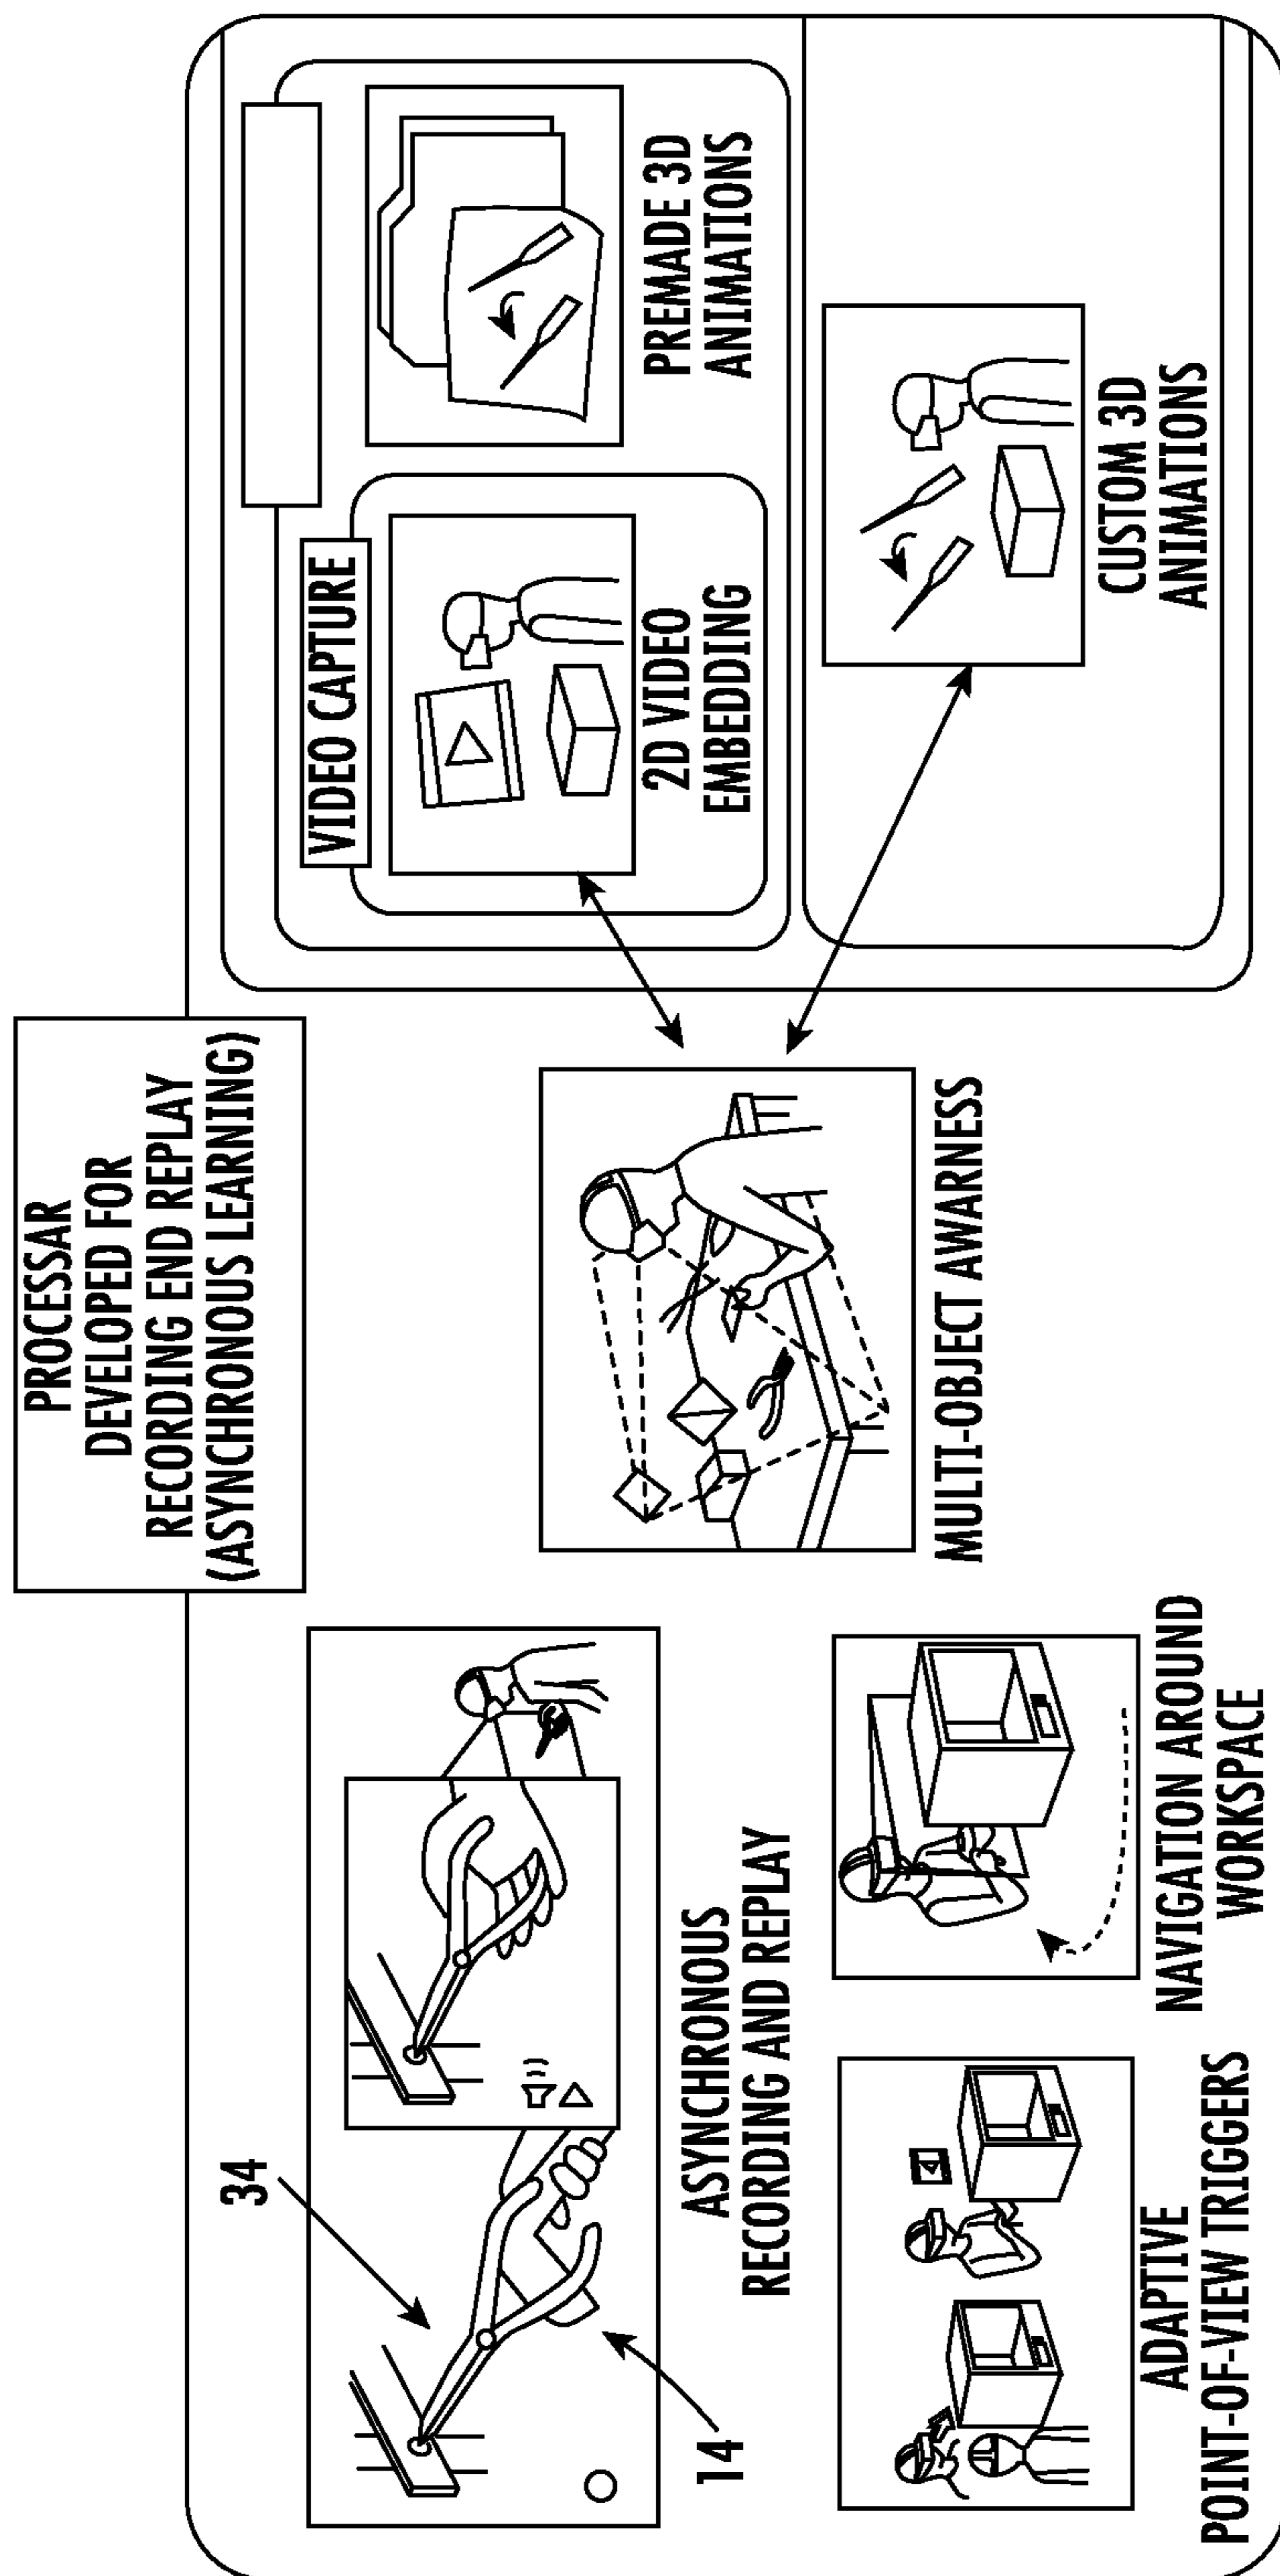 PROCESSAR
DEVELOPED FOR
RECORDING END REPLAY
(ASYNCHRONOUS LEARNING)
34
14
ASYNCHRONOUS
RECORDING AND REPLAY
ADAPTIVE
POINT-OF-VIEW TRIGGERS
NAVIGATION AROUND
WORKSPACE
MULTI-OBJECT AWARNESS
VIDEO CAPTURE
2D VIDEO
EMBEDDING
PREMADE 3D
ANIMATIONS
CUSTOM 3D
ANIMATIONS